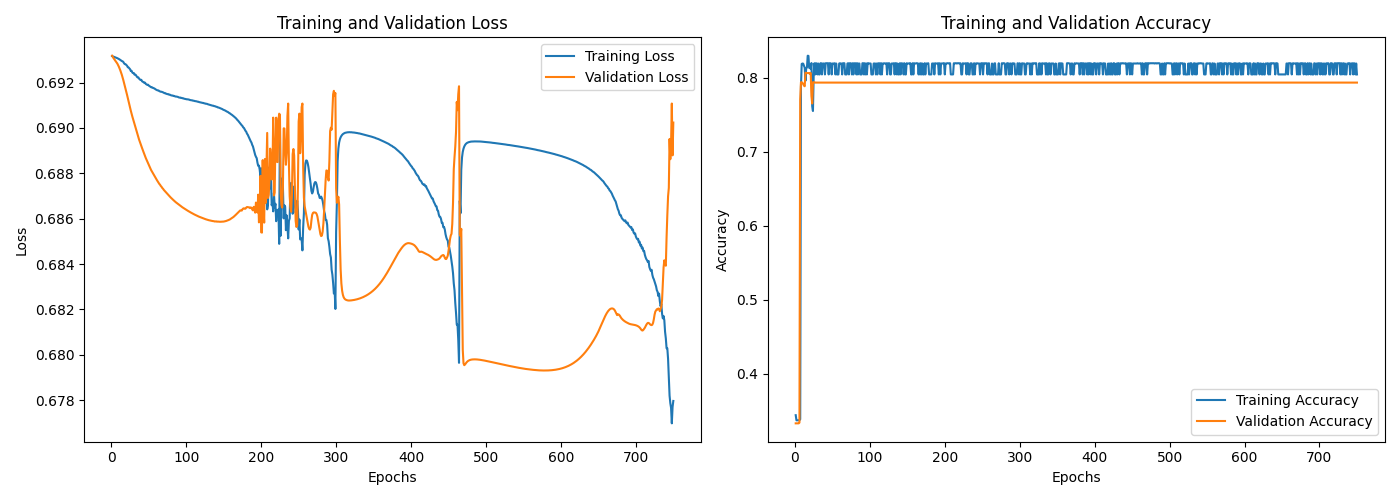 Training and Validation Loss
Training Loss
Validation Loss
0.692
0.690
0.688
0.686
0.684
0.682
0.680
0.678
Loss
0
100
200
300
400
500
600
700
Epochs
Training and Validation Accuracy
0.8
0.7
0.6
0.5
0.4
Accuracy
Training Accuracy
Validation Accuracy
0
100
200
300
400
500
600
700
Epochs